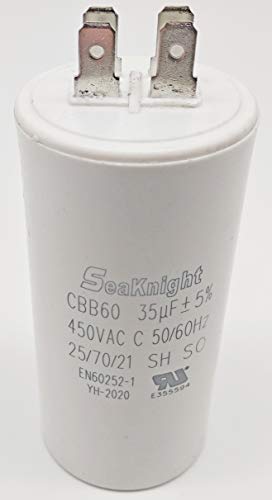 SeaKnight
CBB60 35µF±5%
450VAC C 50/60Hz
25/70/21 SH SO
EN60252-1
YH-2020
E355594